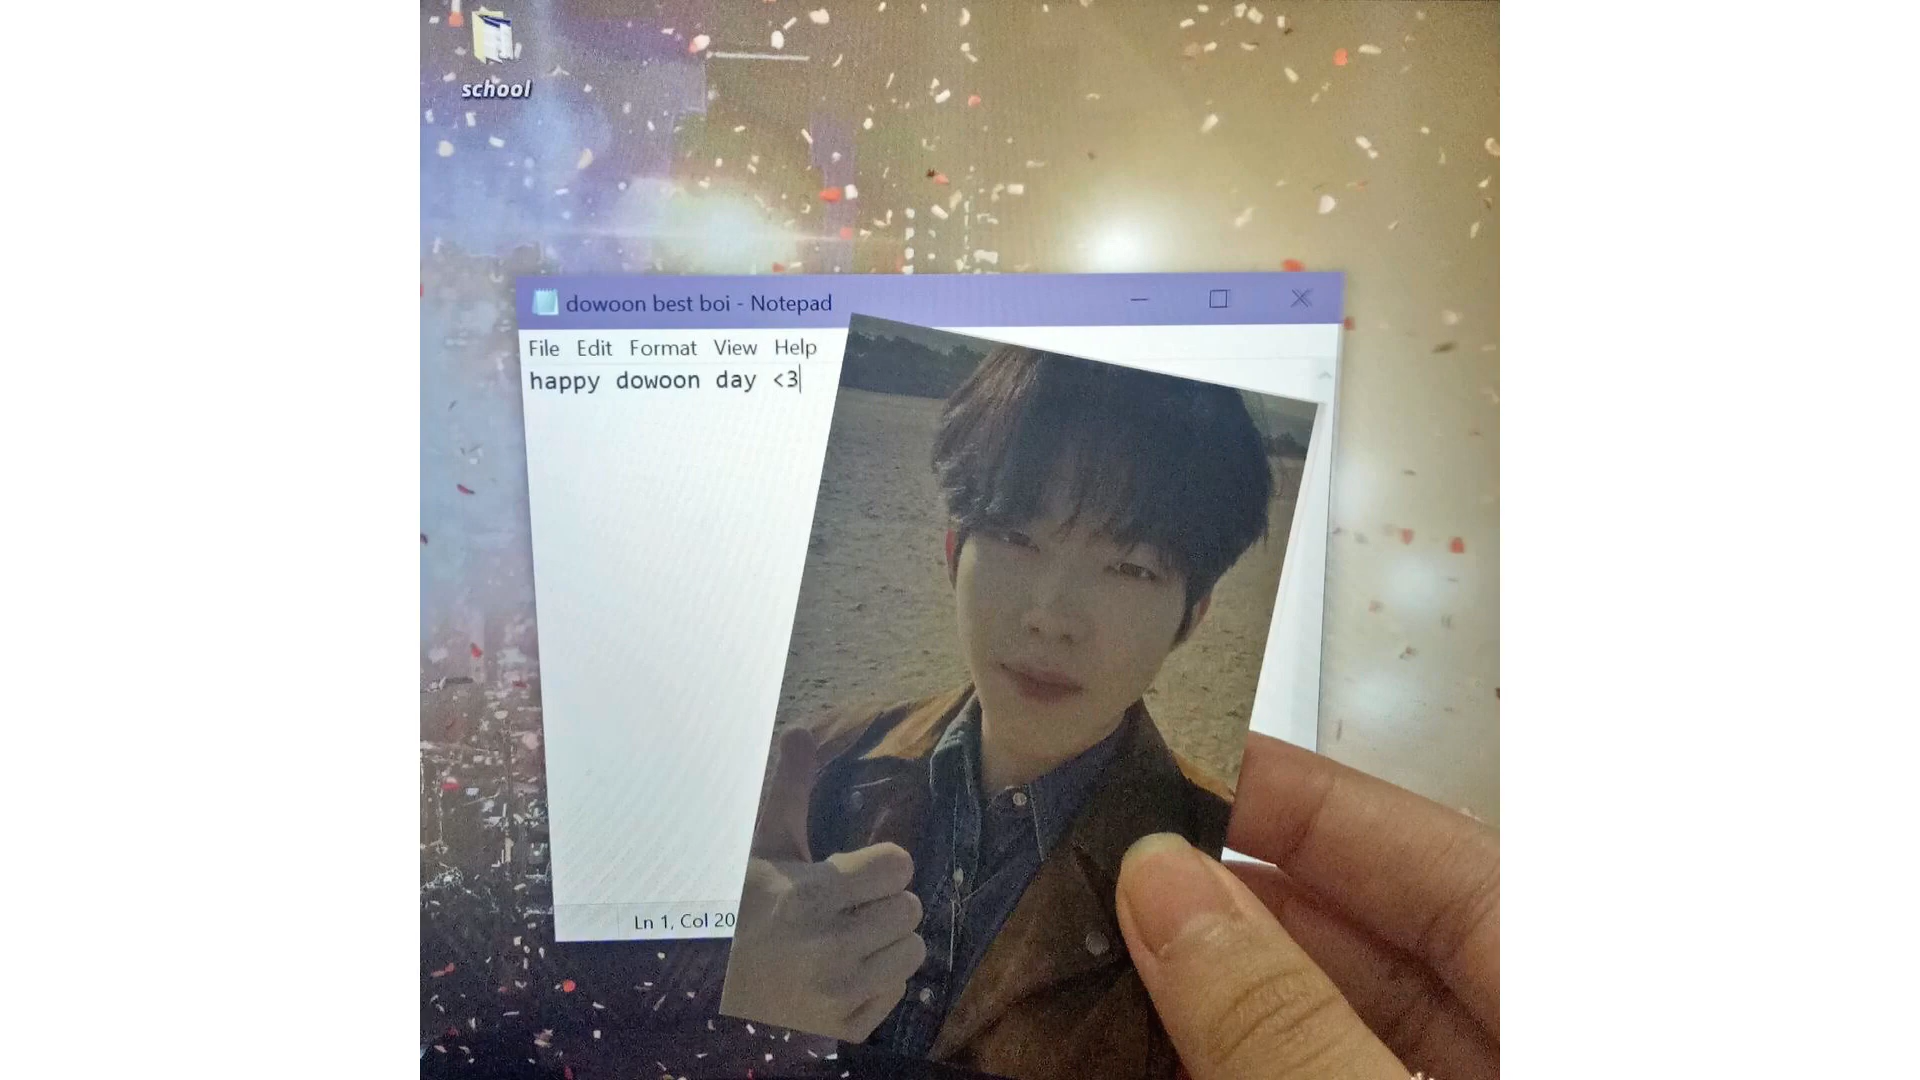 school
dowoon best boi - Notepad
File Edit Format View Help
happy dowoon day <3
Ln 1, Col 20